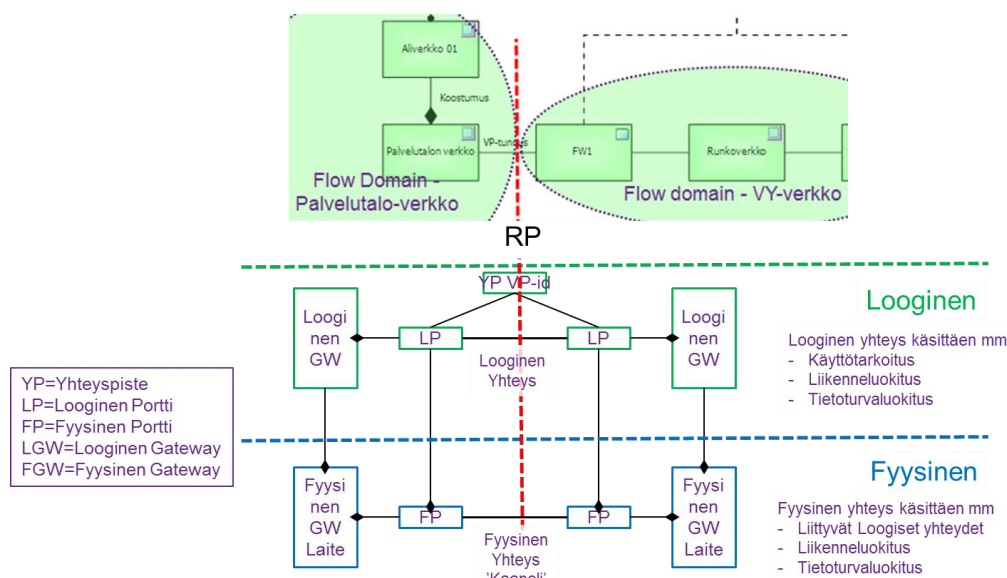 Aliverkko 01
Koostumus
Palvelutalon verkko
FW1
Runkoverkko
Flow Domain -
Palvelutalo-verkko
Flow domain - VY-verkko
RP
YP VP-id
Loogi
nen
GW
LP
LP
Loogi
nen
GW
Looginen
Yhteys
Looginen
Looginen yhteys käsittäen mm
- Käyttötarkoitus
- Liikenneluokitus
- Tietoturvaluokitus
YP=Yhteyspiste
LP=Looginen Portti
FP=Fyysinen Portti
LGW=Looginen Gateway
FGW=Fyysinen Gateway
Fyysi
nen
GW
Laite
FP
FP
Fyysi
nen
GW
Laite
Fyysinen
Yhteys
'Kaapeli'
Fyysinen
Fyysinen yhteys käsittäen mm
- Liittyvät Loogiset yhteydet
- Liikenneluokitus
- Tietoturvaluokitus